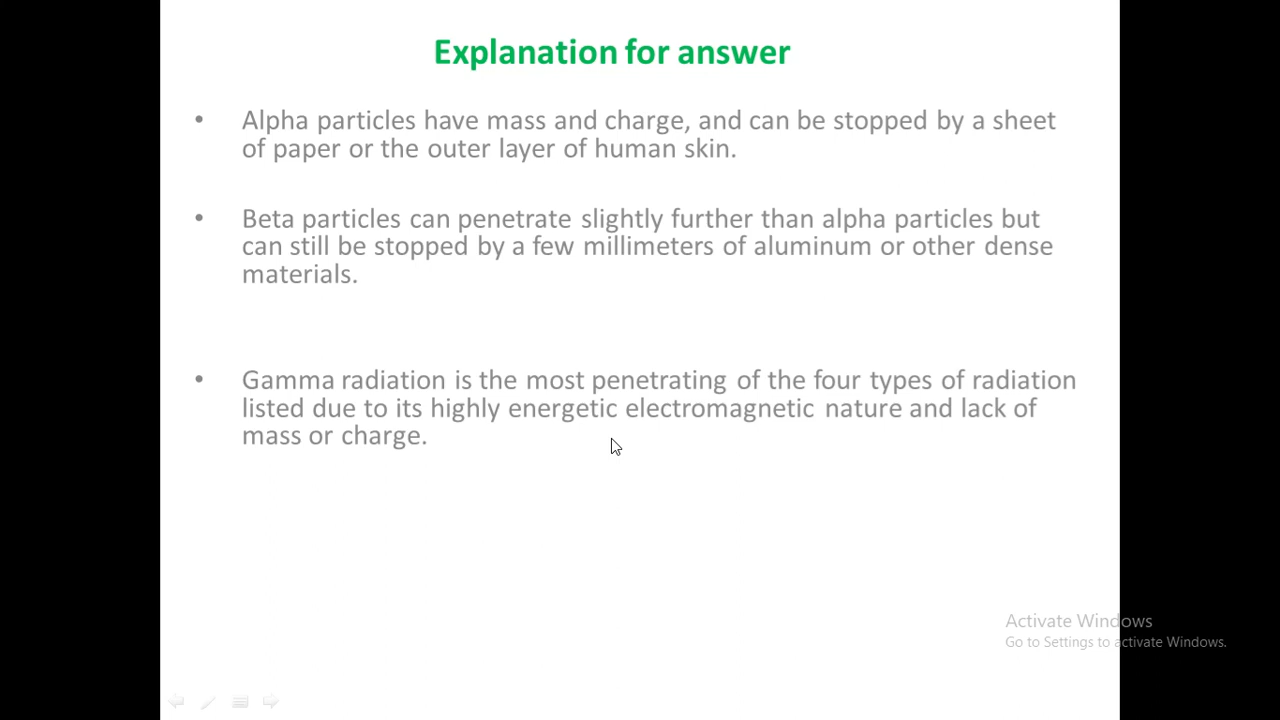 Explanation for answer
• Alpha particles have mass and charge, and can be stopped by a sheet
of paper or the outer layer of human skin.
• Beta particles can penetrate slightly further than alpha particles but
can still be stopped by a few millimeters of aluminum or other dense
materials.
• Gamma radiation is the most penetrating of the four types of radiation
listed due to its highly energetic electromagnetic nature and lack of
mass or charge.
Activate Windows
Go to Settings to activate Windows.